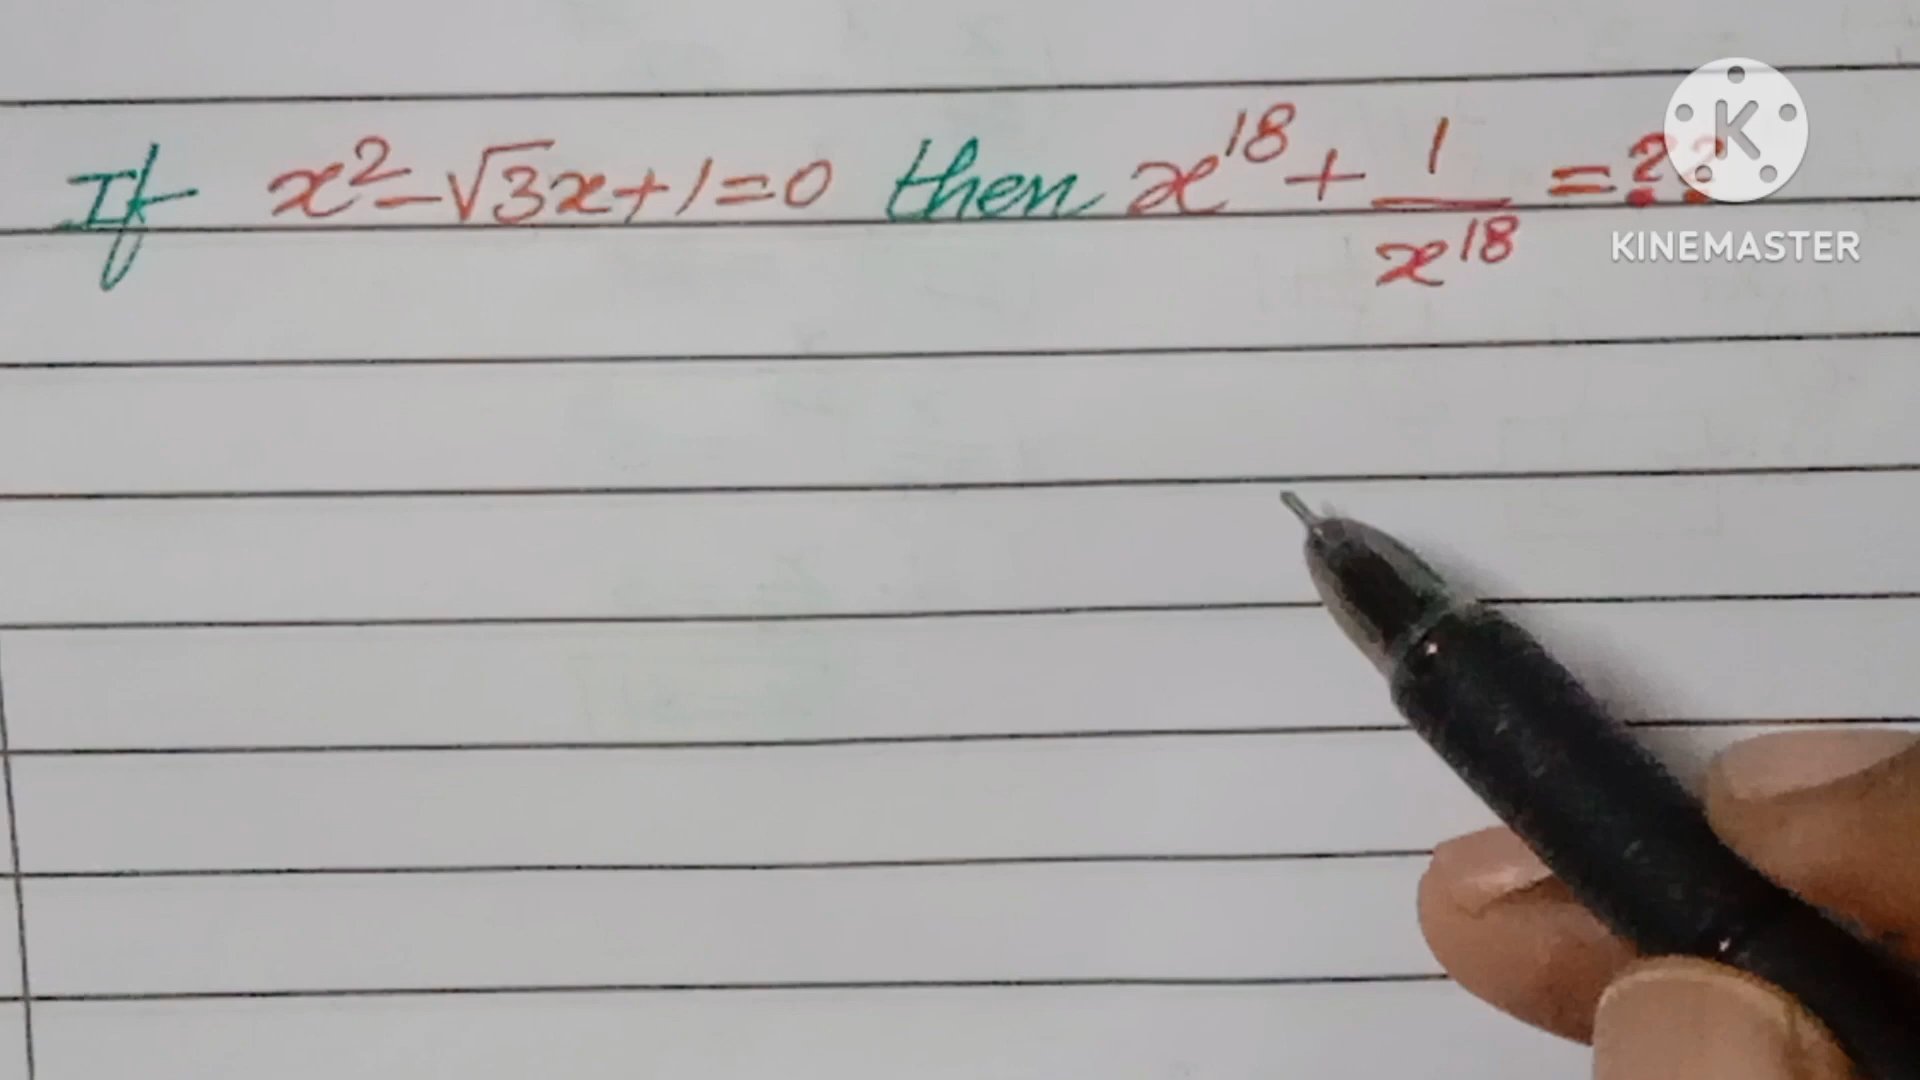 If x² - √3x + 1 = 0 then x¹⁸ + 1/x¹⁸ = ??
K
KINEMASTER